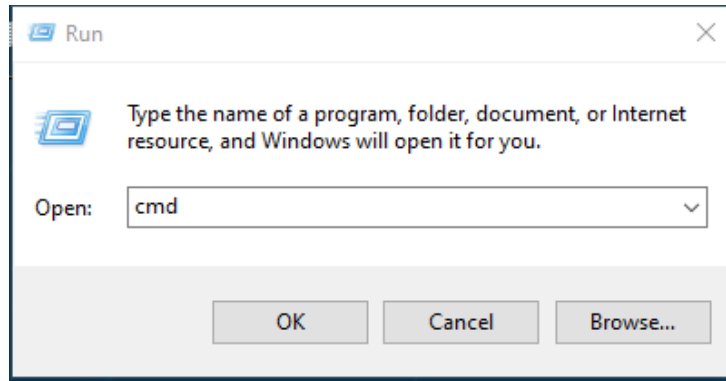 Run
Type the name of a program, folder, document, or Internet
resource, and Windows will open it for you.
Open: cmd
OK Cancel Browse...